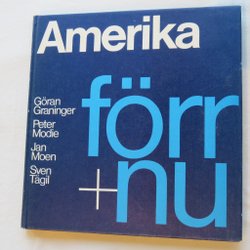 Amerika
Göran
Graninger
Peter
Modie
Jan
Moen
Sven
Tägil
förr
+nu